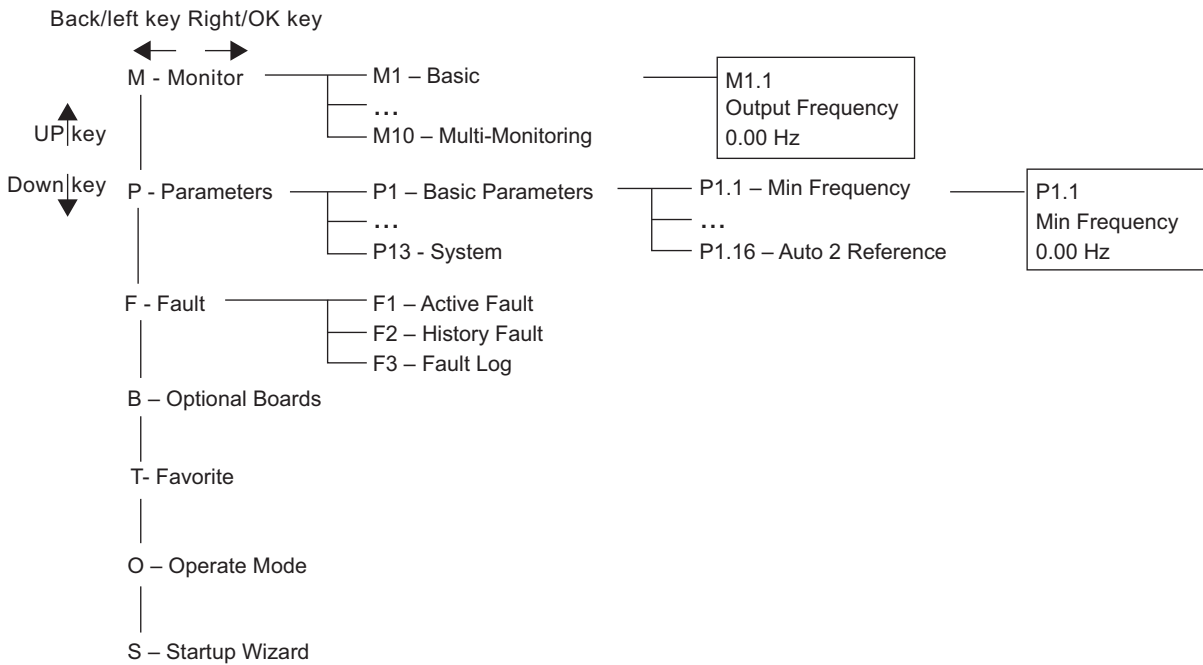 Back/left key Right/OK key
M - Monitor
M1 – Basic
...
M10 – Multi-Monitoring
M1.1
Output Frequency
0.00 Hz
UP key
Down key
P - Parameters
P1 – Basic Parameters
...
P13 - System
P1.1 – Min Frequency
...
P1.16 – Auto 2 Reference
P1.1
Min Frequency
0.00 Hz
F - Fault
F1 – Active Fault
F2 – History Fault
F3 – Fault Log
B – Optional Boards
T- Favorite
O – Operate Mode
S – Startup Wizard